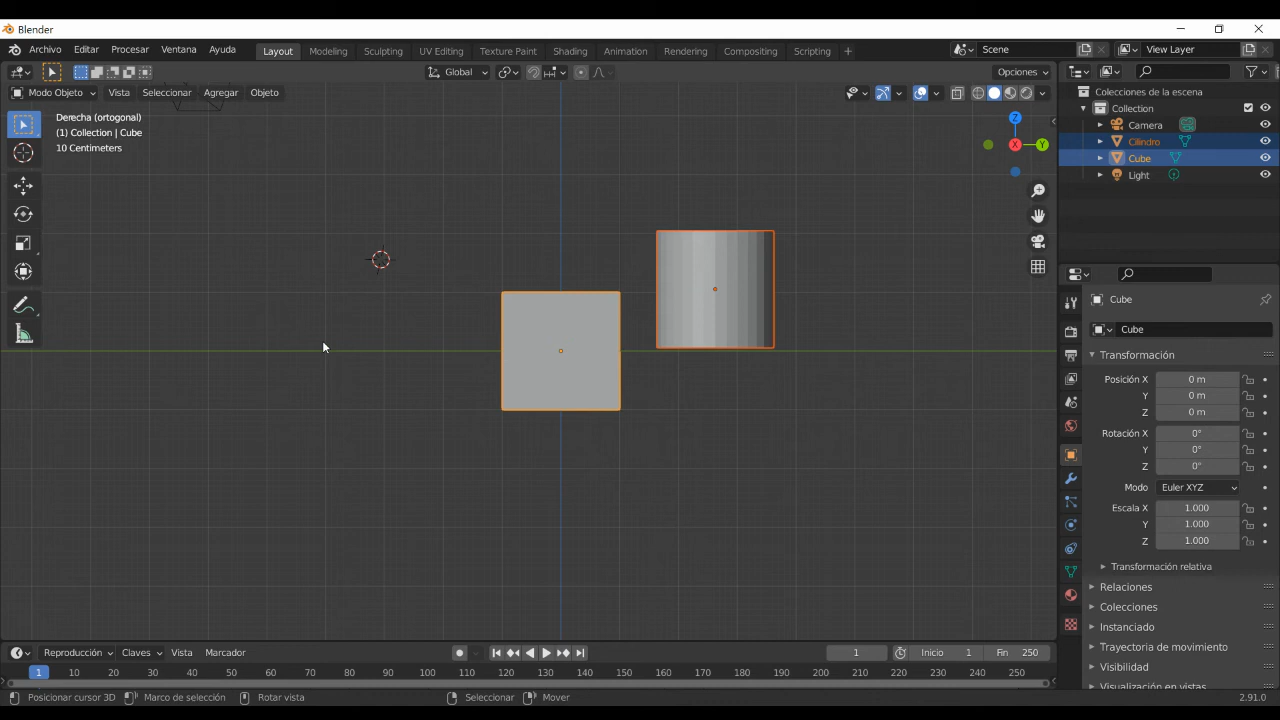 Blender
Archivo Editar Procesar Ventana Ayuda Layout Modeling Sculpting UV Editing Texture Paint Shading Animation Rendering Compositing Scripting + Scene View Layer
Global Opciones
Modo Objeto Vista Seleccionar Agregar Objeto
Derecha (ortogonal)
(1) Collection | Cube
10 Centimeters
Z
X
Y
Colecciones de la escena
Collection
Camera
Cilindro
Cube
Light
Cube
Cube
Transformación
Posición X 0 m
Y 0 m
Z 0 m
Rotación X 0°
Y 0°
Z 0°
Modo Euler XYZ
Escala X 1.000
Y 1.000
Z 1.000
Transformación relativa
Relaciones
Colecciones
Instanciado
Trayectoria de movimiento
Visibilidad
Visualización en vistas
Reproducción Claves Vista Marcador 1 Inicio 1 Fin 250
1 10 20 30 40 50 60 70 80 90 100 110 120 130 140 150 160 170 180 190 200 210 220 230 240 250
Posicionar cursor 3D Marco de selección Rotar vista Seleccionar Mover 2.91.0